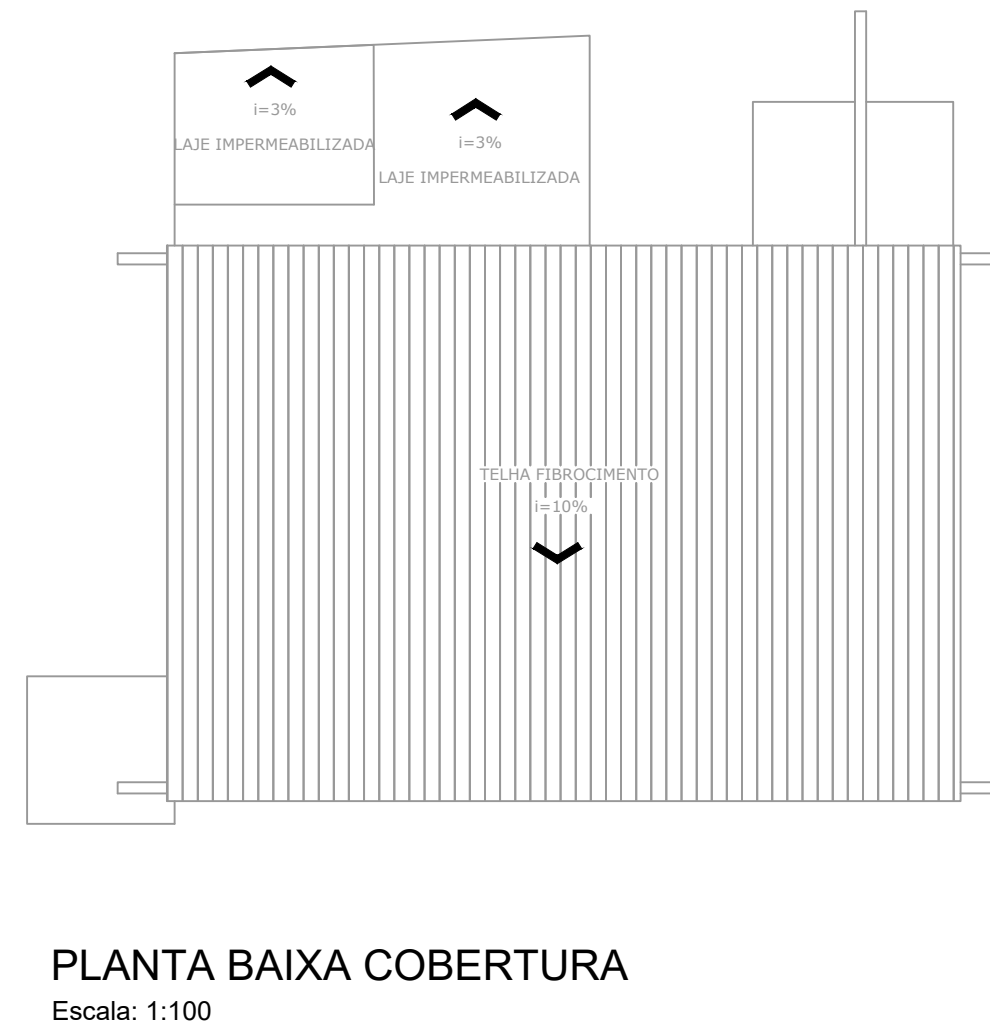 i=3%
LAJE IMPERMEABILIZADA
i=3%
LAJE IMPERMEABILIZADA
TELHA FIBROCIMENTO
i=10%
PLANTA BAIXA COBERTURA
Escala: 1:100